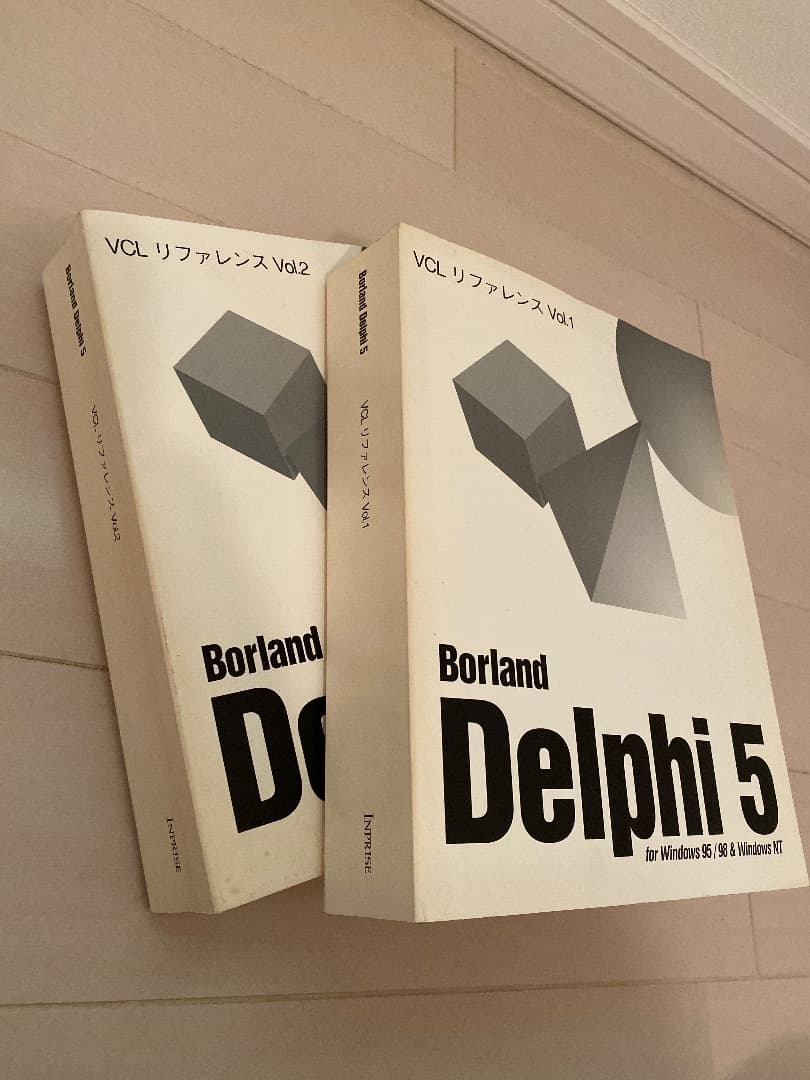 VCL リファレンス Vol.2
Borland Delphi 5
VCL リファレンス Vol.2
Borland
De
INPRISE
VCL リファレンス Vol.1
Borland Delphi 5
VCL リファレンス Vol.1
Borland
Delphi 5
for Windows 95 / 98 & Windows NT
INPRISE